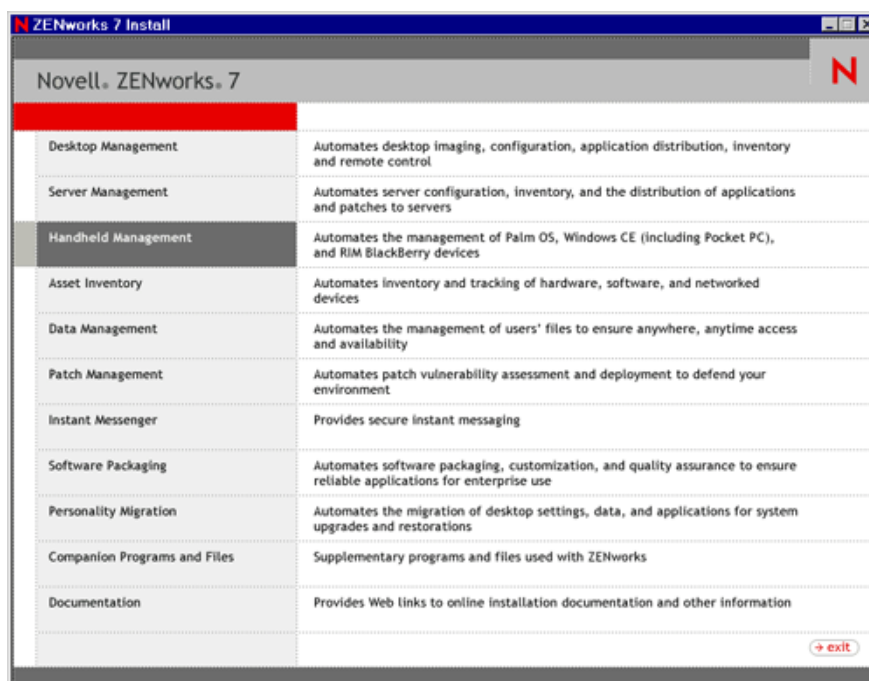 N ZENworks 7 Install
Novell. ZENworks. 7
N
Desktop Management
Automates desktop imaging, configuration, application distribution, inventory
and remote control
Server Management
Automates server configuration, inventory, and the distribution of applications
and patches to servers
Handheld Management
Automates the management of Palm OS, Windows CE (including Pocket PC),
and RIM BlackBerry devices
Asset Inventory
Automates inventory and tracking of hardware, software, and networked
devices
Data Management
Automates the management of users' files to ensure anywhere, anytime access
and availability
Patch Management
Automates patch vulnerability assessment and deployment to defend your
environment
Instant Messenger
Provides secure instant messaging
Software Packaging
Automates software packaging, customization, and quality assurance to ensure
reliable applications for enterprise use
Personality Migration
Automates the migration of desktop settings, data, and applications for system
upgrades and restorations
Companion Programs and Files
Supplementary programs and files used with ZENworks
Documentation
Provides Web links to online installation documentation and other information
exit